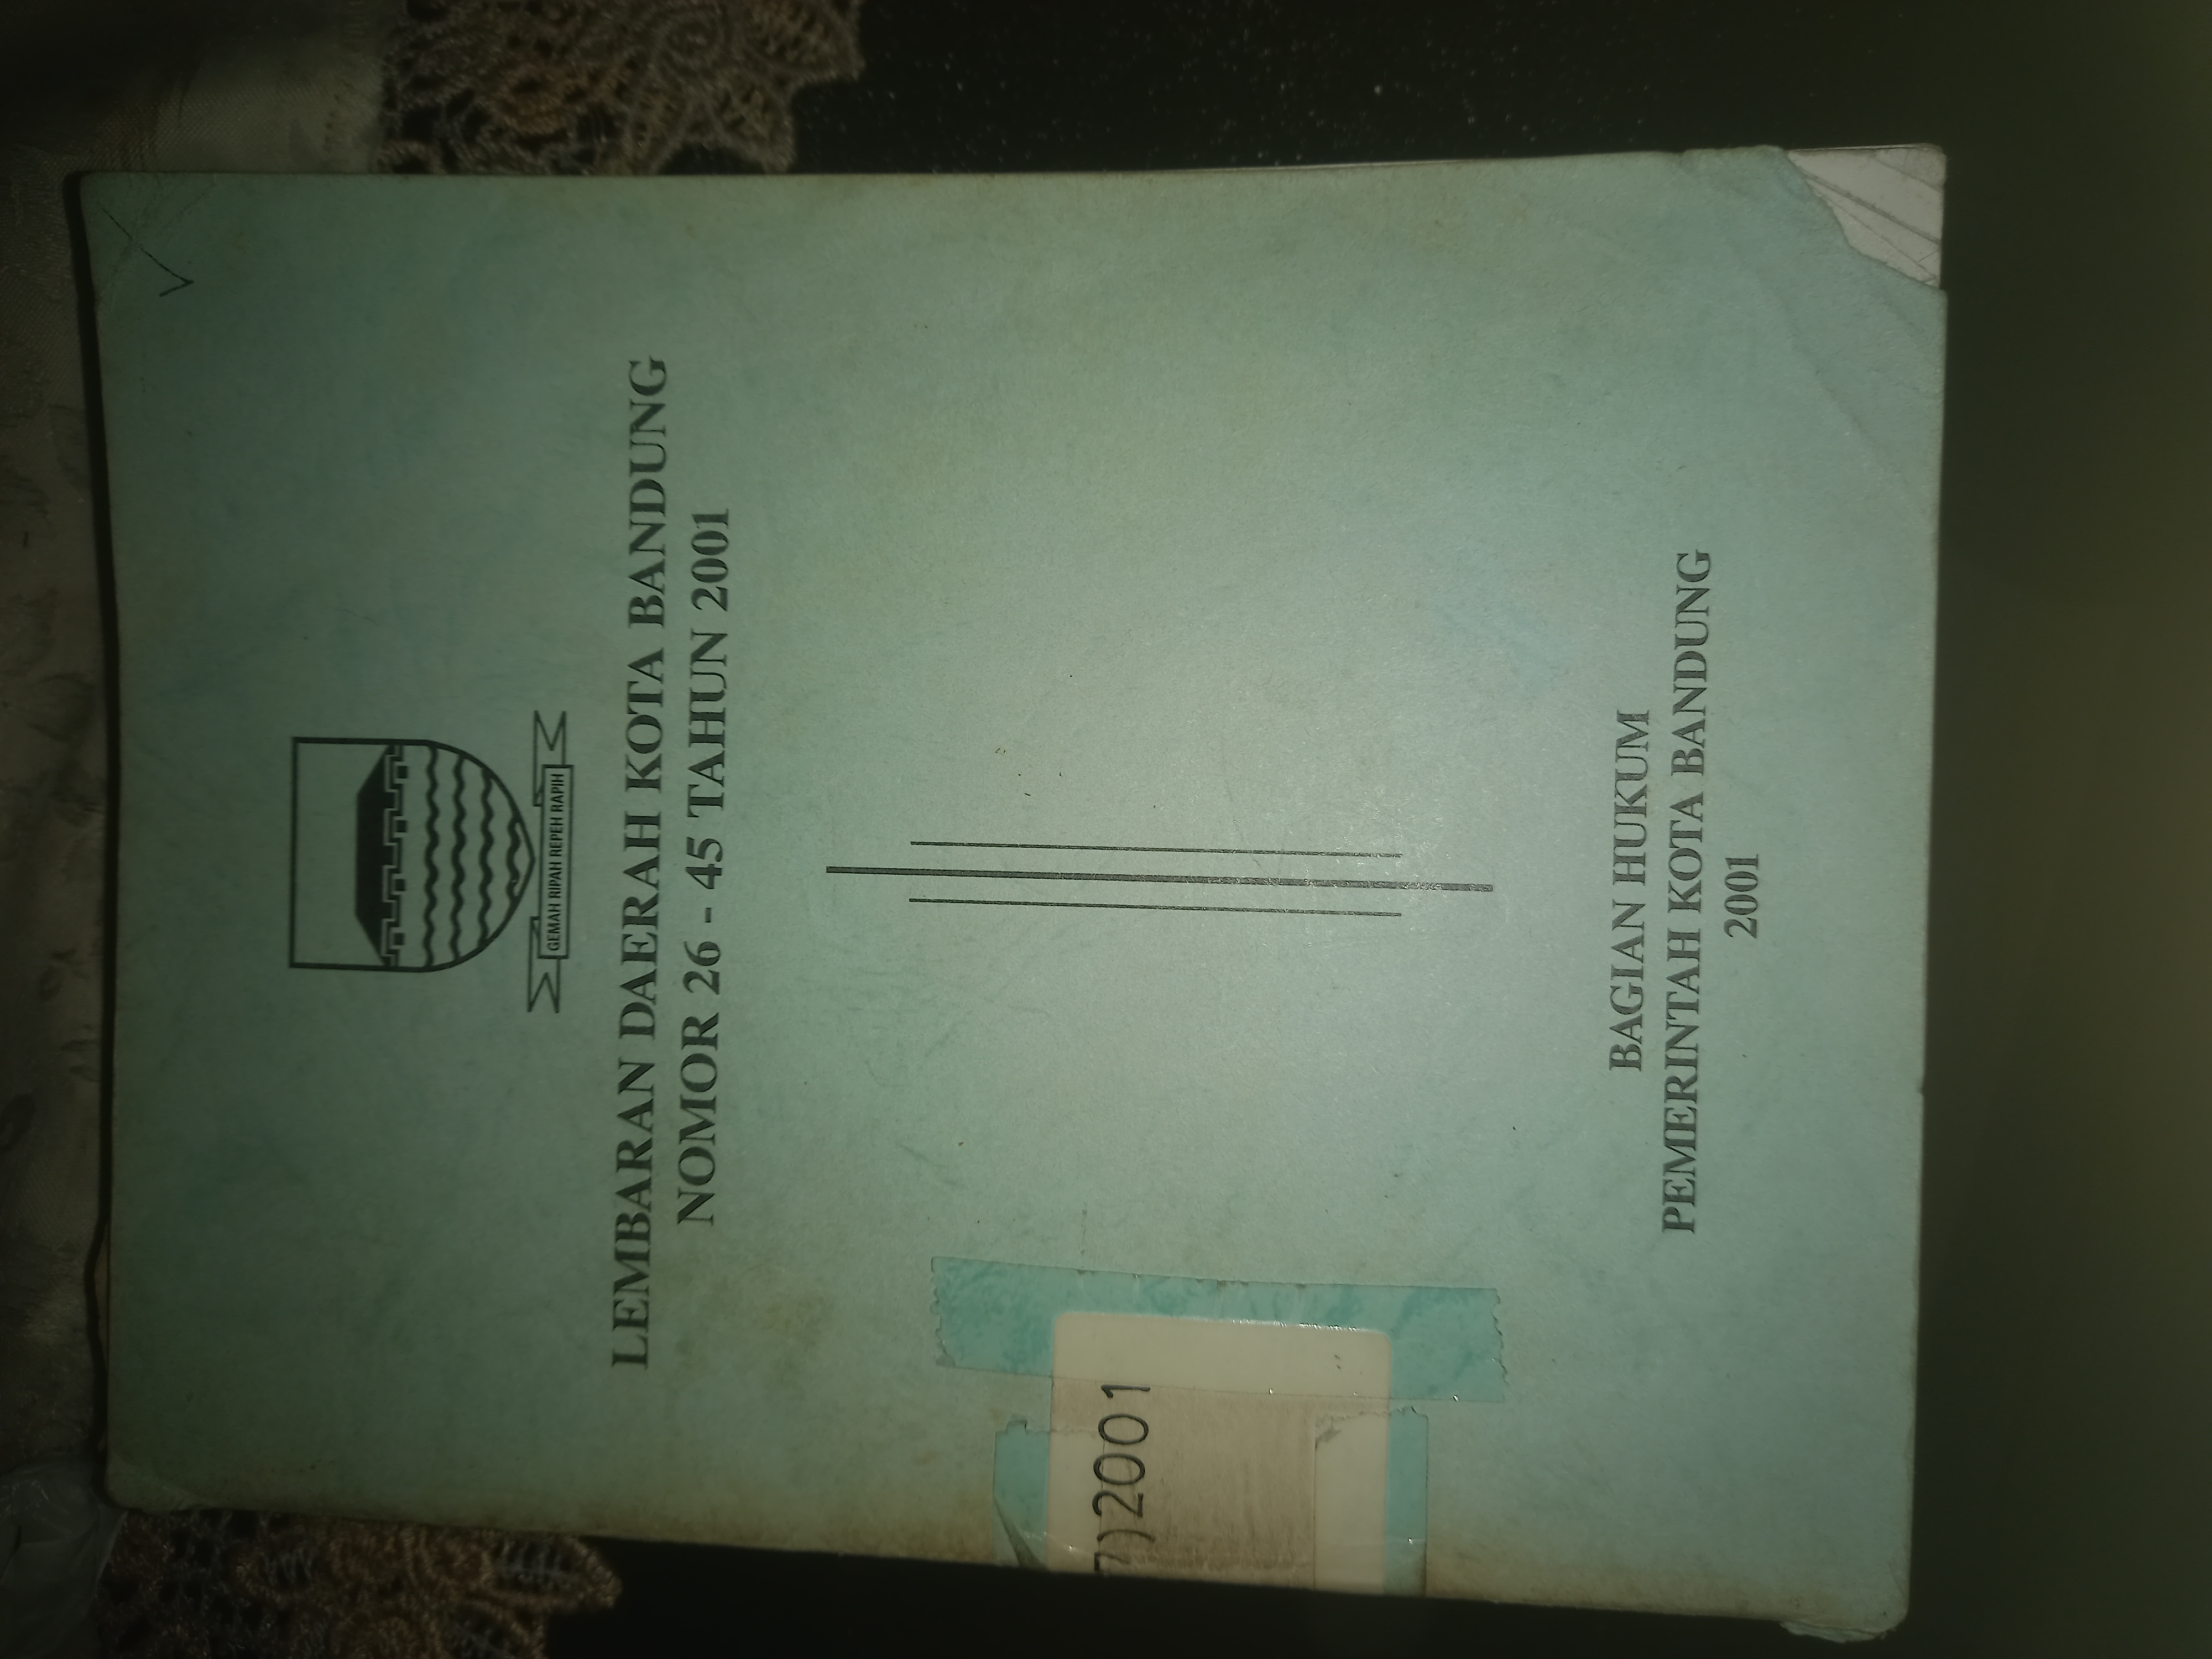 GEMAH RIPAH REPEH RAPIH
LEMBARAN DAERAH KOTA BANDUNG
NOMOR 26 - 45 TAHUN 2001
7)2001
BAGIAN HUKUM
PEMERINTAH KOTA BANDUNG
2001